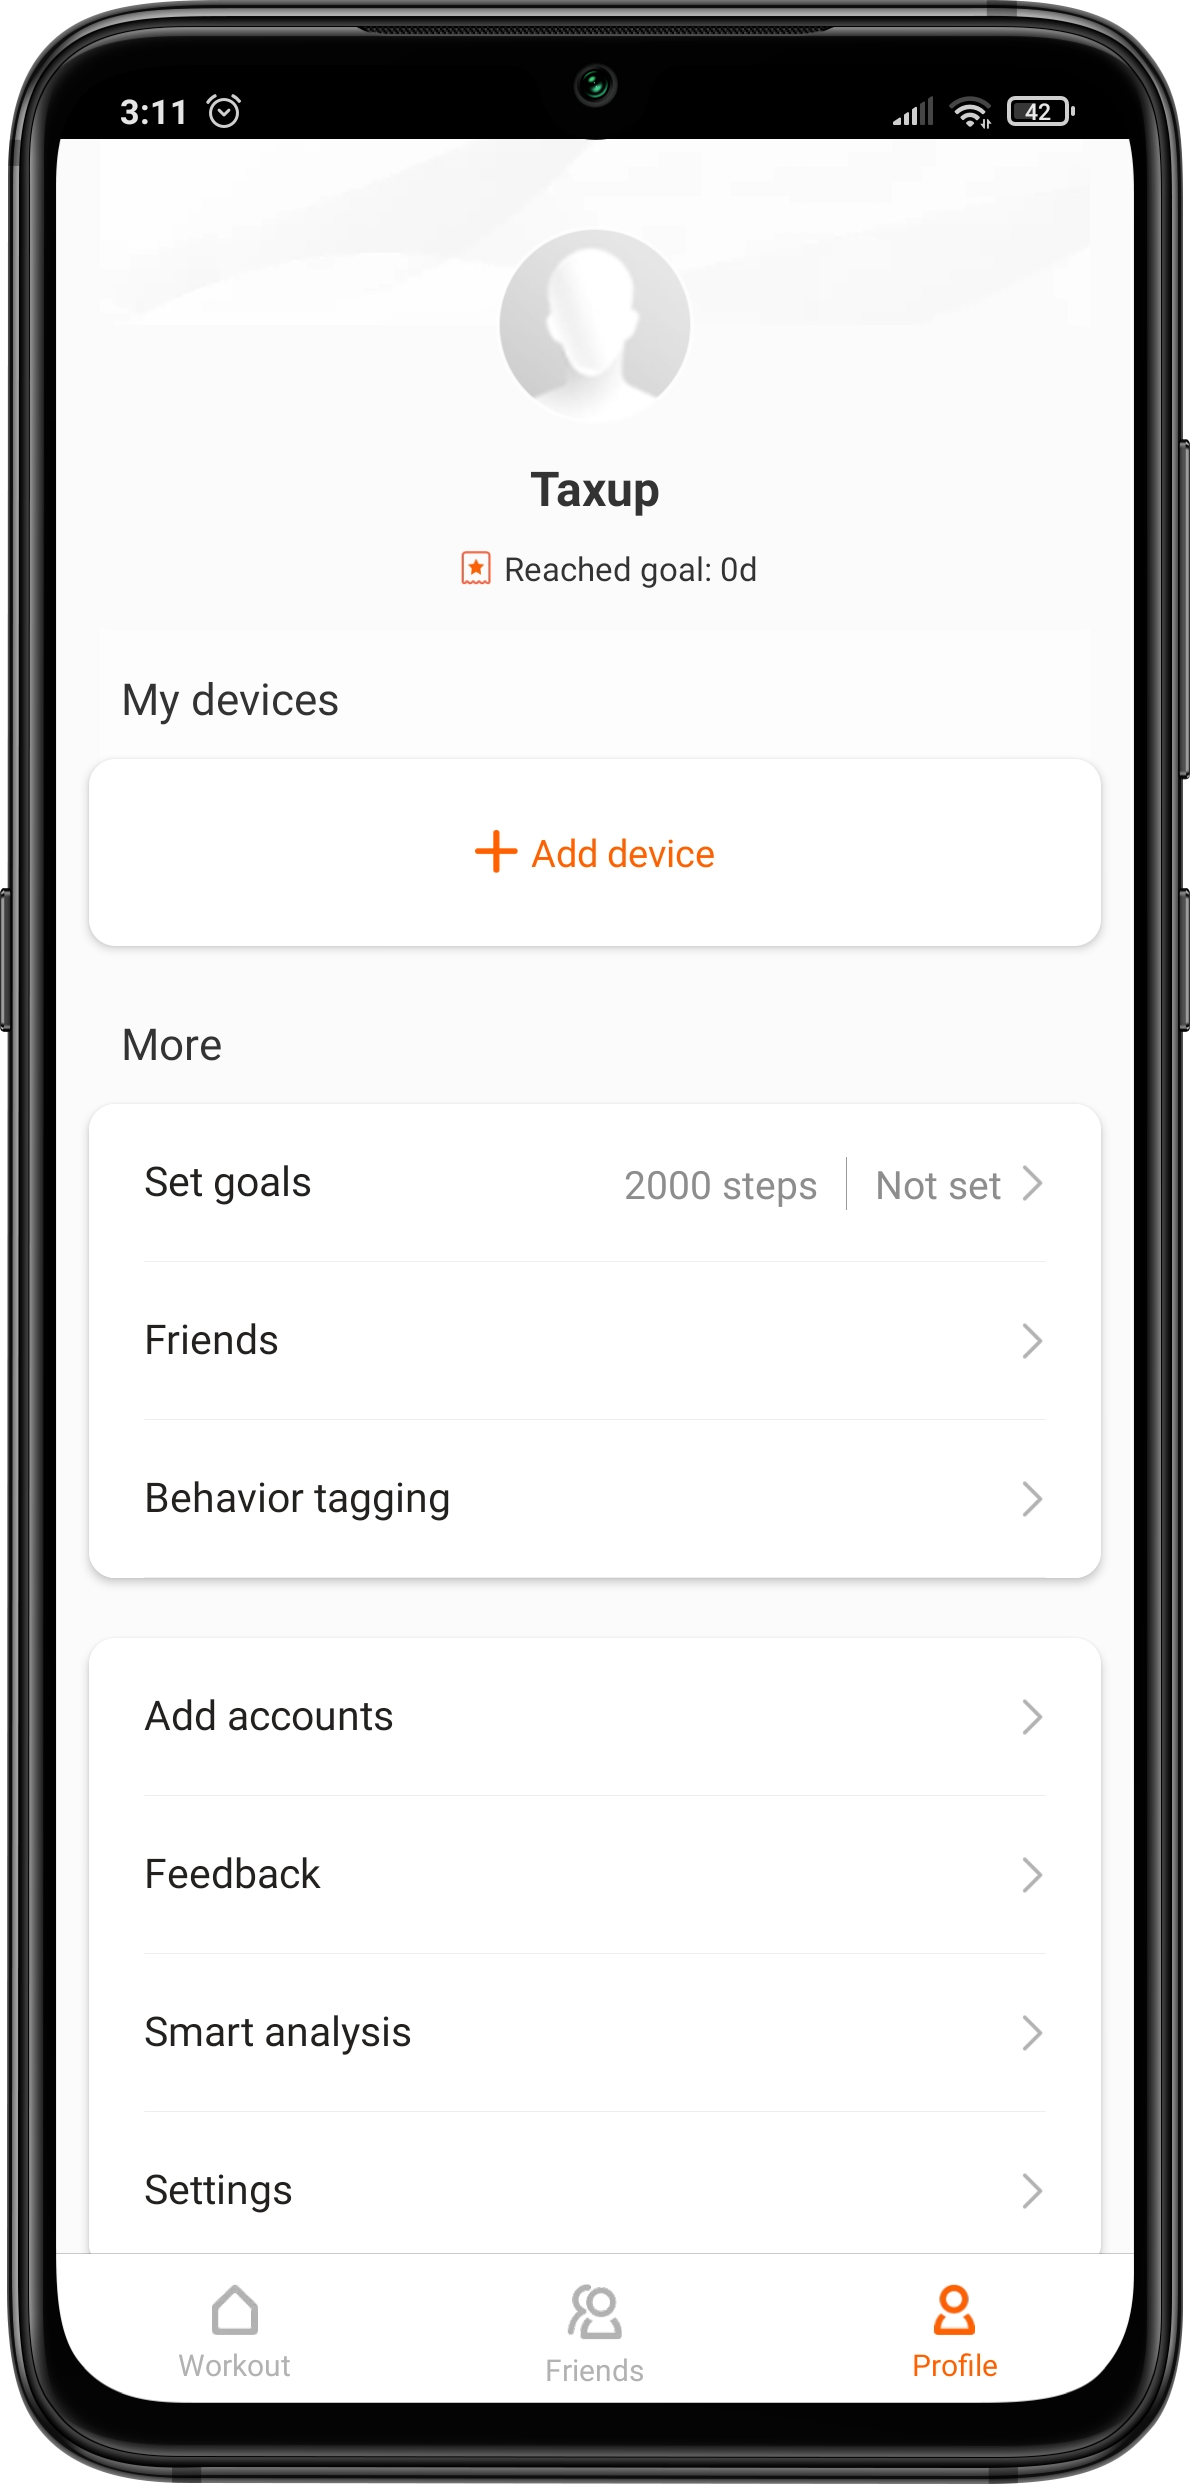 3:11 42
Taxup
Reached goal: 0d
My devices
Add device
More
Set goals 2000 steps Not set
Friends
Behavior tagging
Add accounts
Feedback
Smart analysis
Settings
Workout Friends Profile